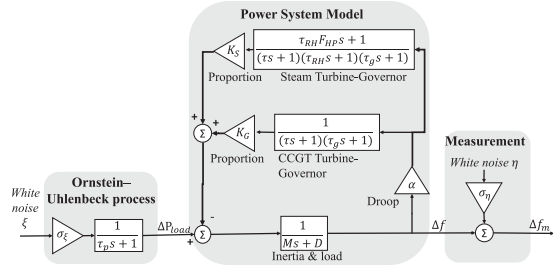 Power System Model
K_S
τ_RH F_HP s + 1
(τs + 1)(τ_RH s + 1)(τ_g s + 1)
Proportion
Steam Turbine-Governor
+
+
Σ
K_G
1
(τs + 1)(τ_g s + 1)
Proportion
CCGT Turbine-
Governor
Measurement
White noise η
α
Droop
σ_η
Ornstein–
Uhlenbeck process
White
noise
ξ
σ_ξ
1
τ_p s + 1
ΔP_load
-
+
Σ
1
Ms + D
Inertia & load
Δf
Σ
Δf_m